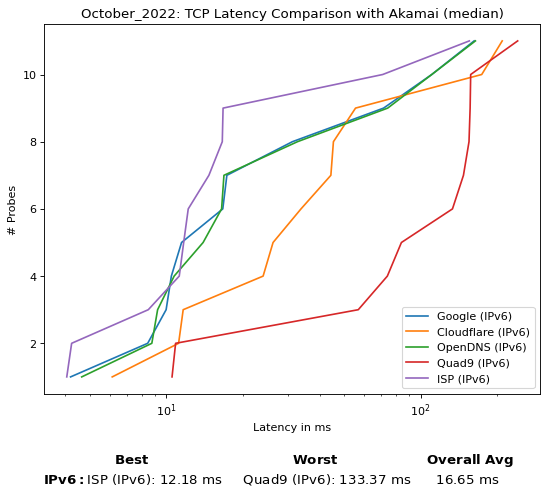 October_2022: TCP Latency Comparison with Akamai (median)
# Probes
10
8
6
4
2
Google (IPv6)
Cloudflare (IPv6)
OpenDNS (IPv6)
Quad9 (IPv6)
ISP (IPv6)
10¹ 10²
Latency in ms
Best Worst Overall Avg
IPv6: ISP (IPv6): 12.18 ms Quad9 (IPv6): 133.37 ms 16.65 ms